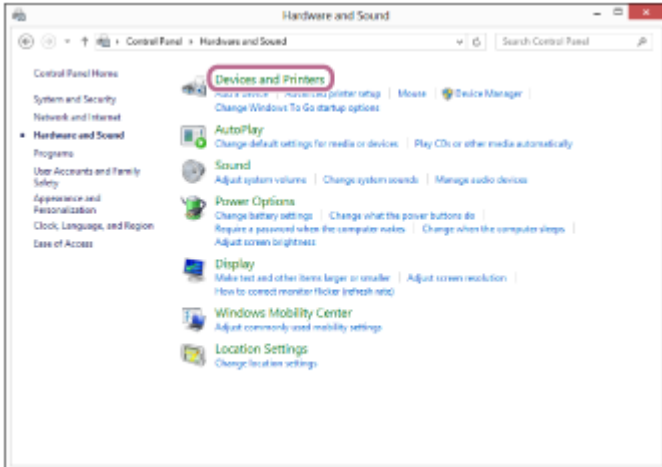 Hardware and Sound
Control Panel › Hardware and Sound
Search Control Panel
Control Panel Home
System and Security
Network and Internet
Hardware and Sound
Programs
User Accounts and Family
Safety
Appearance and
Personalization
Clock, Language, and Region
Ease of Access
Devices and Printers
Add a device | Advanced printer setup | Mouse | Device Manager |
Change Windows To Go startup options
AutoPlay
Change default settings for media or devices | Play CDs or other media automatically
Sound
Adjust system volume | Change system sounds | Manage audio devices
Power Options
Change battery settings | Change what the power buttons do |
Require a password when the computer wakes | Change when the computer sleeps |
Adjust screen brightness
Display
Make text and other items larger or smaller | Adjust screen resolution |
How to correct monitor flicker (refresh rate)
Windows Mobility Center
Adjust commonly used mobility settings
Location Settings
Change location settings